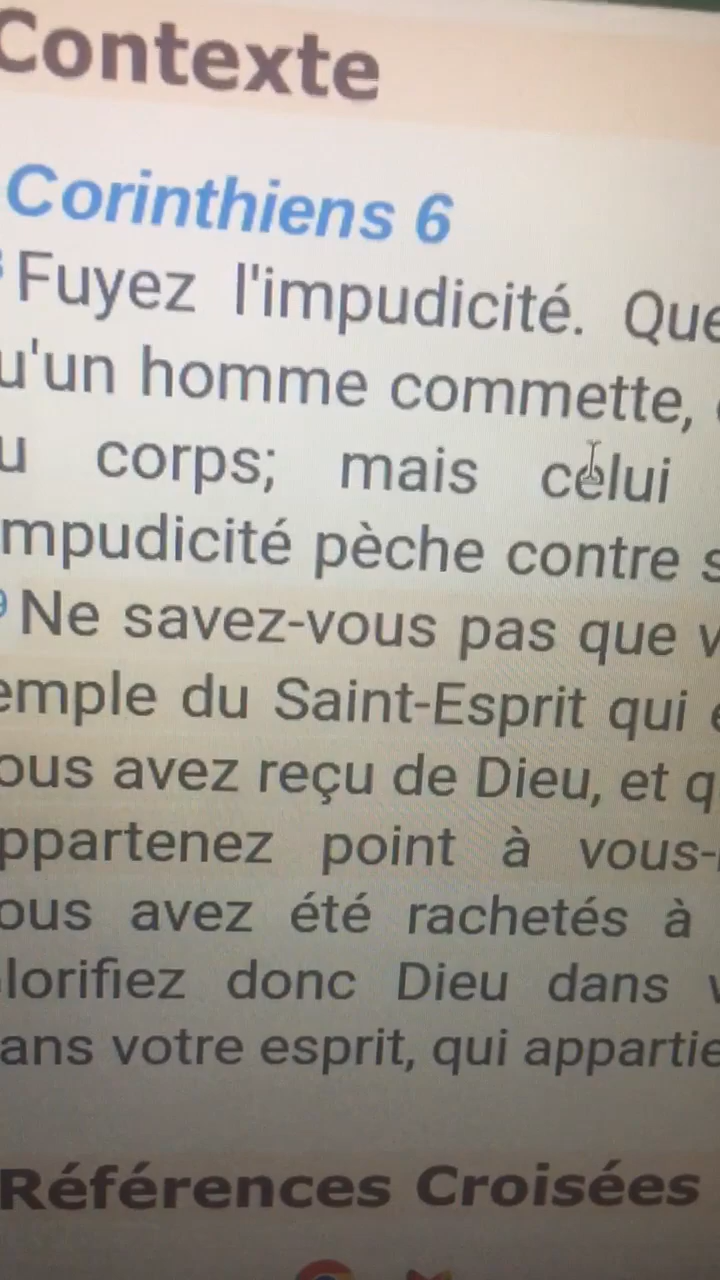 Contexte
Corinthiens 6
Fuyez l'impudicité. Que
u'un homme commette,
u corps; mais celui
mpudicité pèche contre s
9 Ne savez-vous pas que v
emple du Saint-Esprit qui e
ous avez reçu de Dieu, et q
ppartenez point à vous-
ous avez été rachetés à
lorifiez donc Dieu dans v
ans votre esprit, qui appartie
Références Croisées